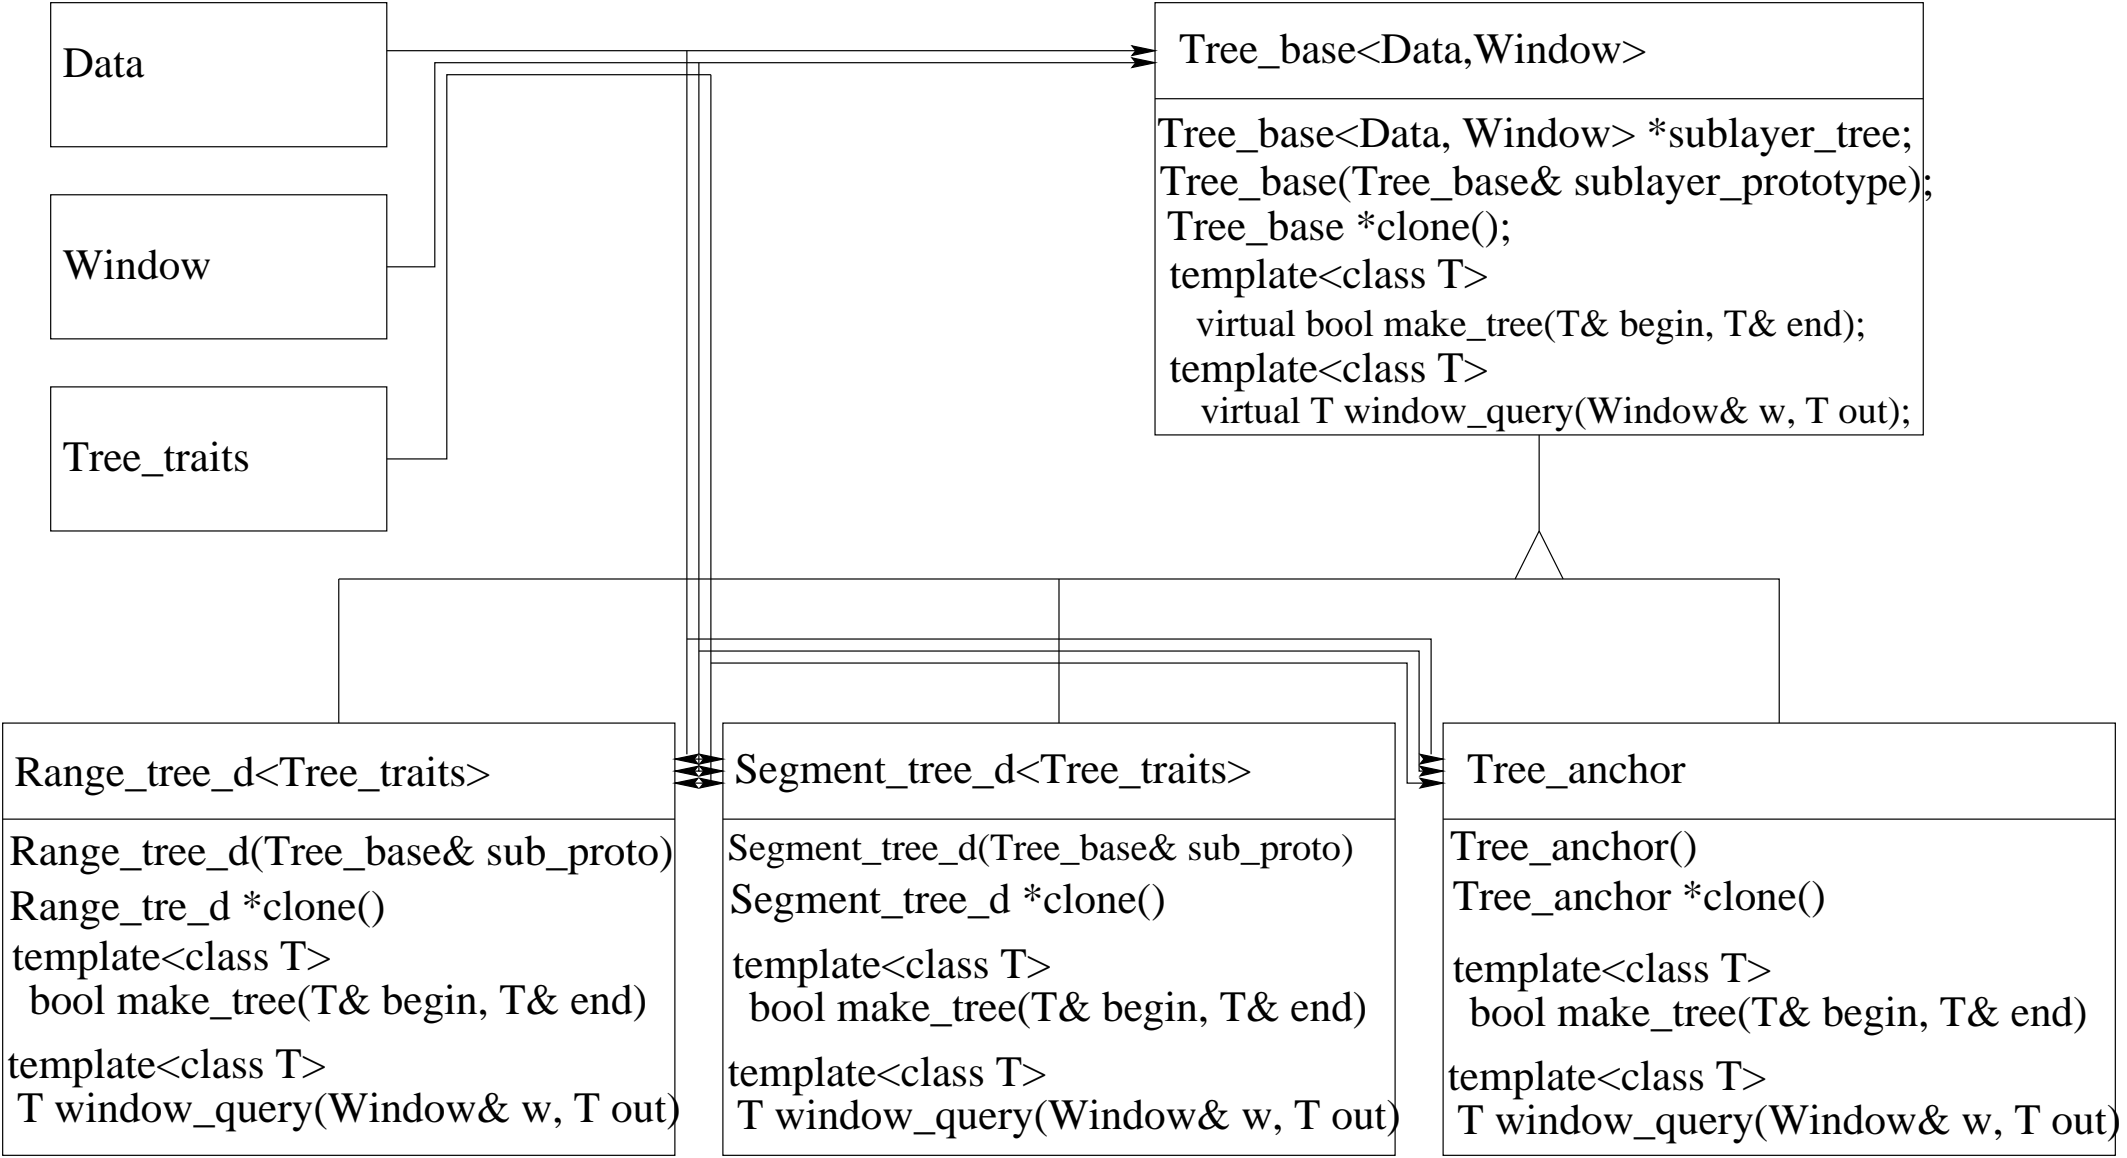 Data
Window
Tree_traits
Tree_base<Data,Window>
Tree_base<Data, Window> *sublayer_tree;
Tree_base(Tree_base& sublayer_prototype);
Tree_base *clone();
template<class T>
virtual bool make_tree(T& begin, T& end);
template<class T>
virtual T window_query(Window& w, T out);
Range_tree_d<Tree_traits>
Range_tree_d(Tree_base& sub_proto)
Range_tre_d *clone()
template<class T>
bool make_tree(T& begin, T& end)
template<class T>
T window_query(Window& w, T out)
Segment_tree_d<Tree_traits>
Segment_tree_d(Tree_base& sub_proto)
Segment_tree_d *clone()
template<class T>
bool make_tree(T& begin, T& end)
template<class T>
T window_query(Window& w, T out)
Tree_anchor
Tree_anchor()
Tree_anchor *clone()
template<class T>
bool make_tree(T& begin, T& end)
template<class T>
T window_query(Window& w, T out)